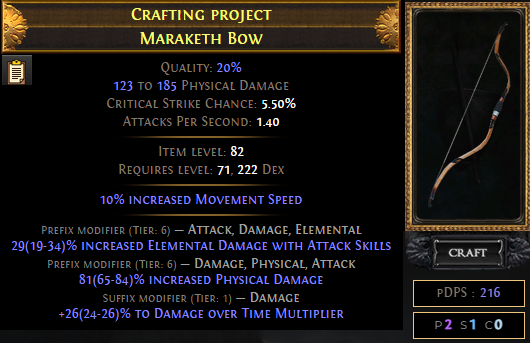 Crafting project
Maraketh Bow
Quality: 20%
123 to 185 Physical Damage
Critical Strike Chance: 5.50%
Attacks Per Second: 1.40
Item level: 82
Requires level: 71, 222 Dex
10% increased Movement Speed
Prefix modifier (Tier: 6) — Attack, Damage, Elemental
29(19-34)% increased Elemental Damage with Attack Skills
Prefix modifier (Tier: 6) — Damage, Physical, Attack
81(65-84)% increased Physical Damage
Suffix modifier (Tier: 1) — Damage
+26(24-26)% to Damage over Time Multiplier
CRAFT
pDPS : 216
P2 S1 C0